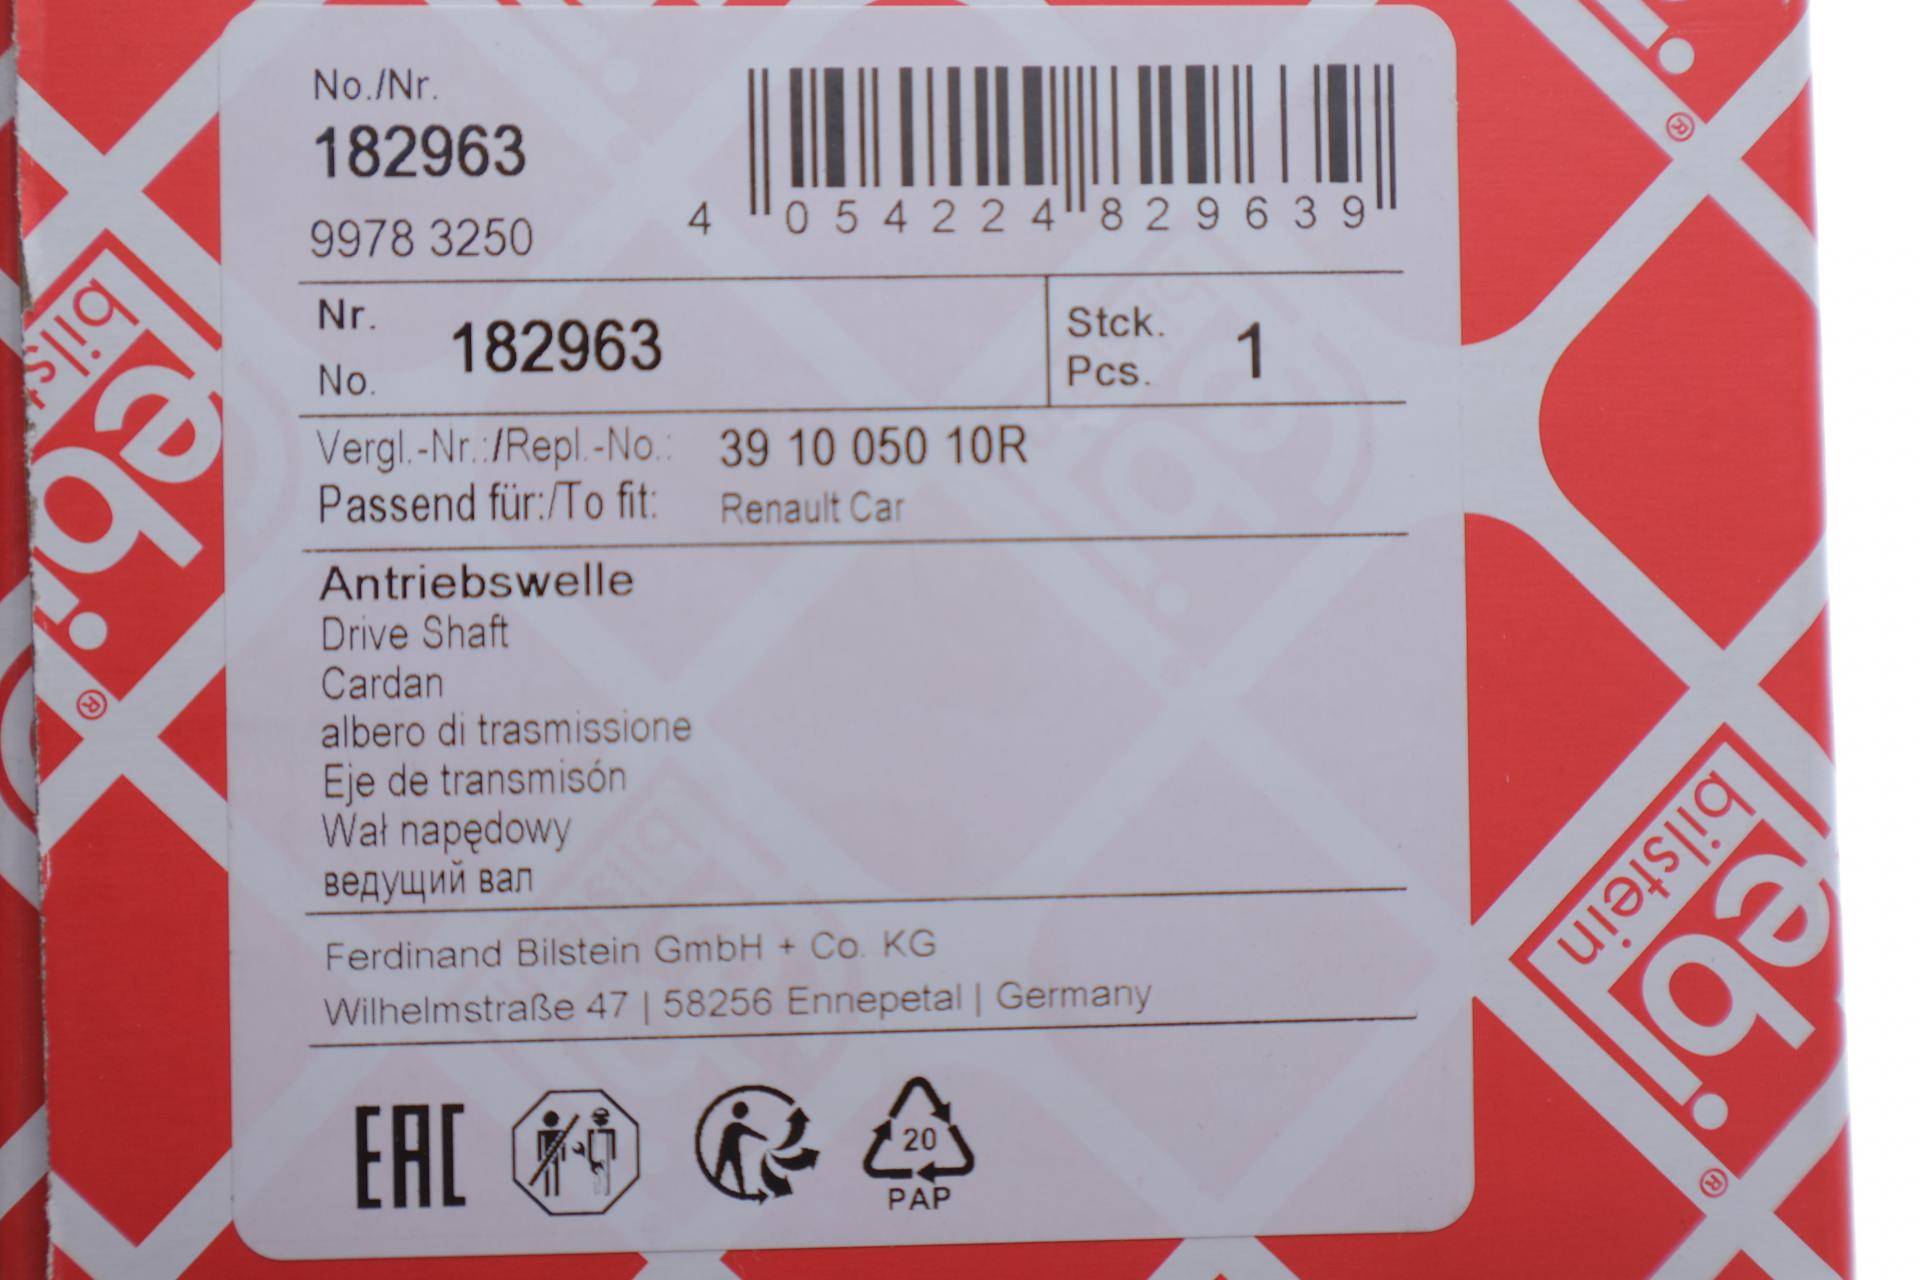 No./Nr.
182963
9978 3250
4 054224 829639
Nr.
No.
182963
Stck.
Pcs.
1
Vergl.-Nr.:/Repl.-No.: 39 10 050 10R
Passend für:/To fit: Renault Car
Antriebswelle
Drive Shaft
Cardan
albero di trasmissione
Eje de transmisón
Wał napędowy
ведущий вал
Ferdinand Bilstein GmbH + Co. KG
Wilhelmstraße 47 | 58256 Ennepetal | Germany
EAC
20
PAP
febi
bilstein
®
febi
bilstein
®
®